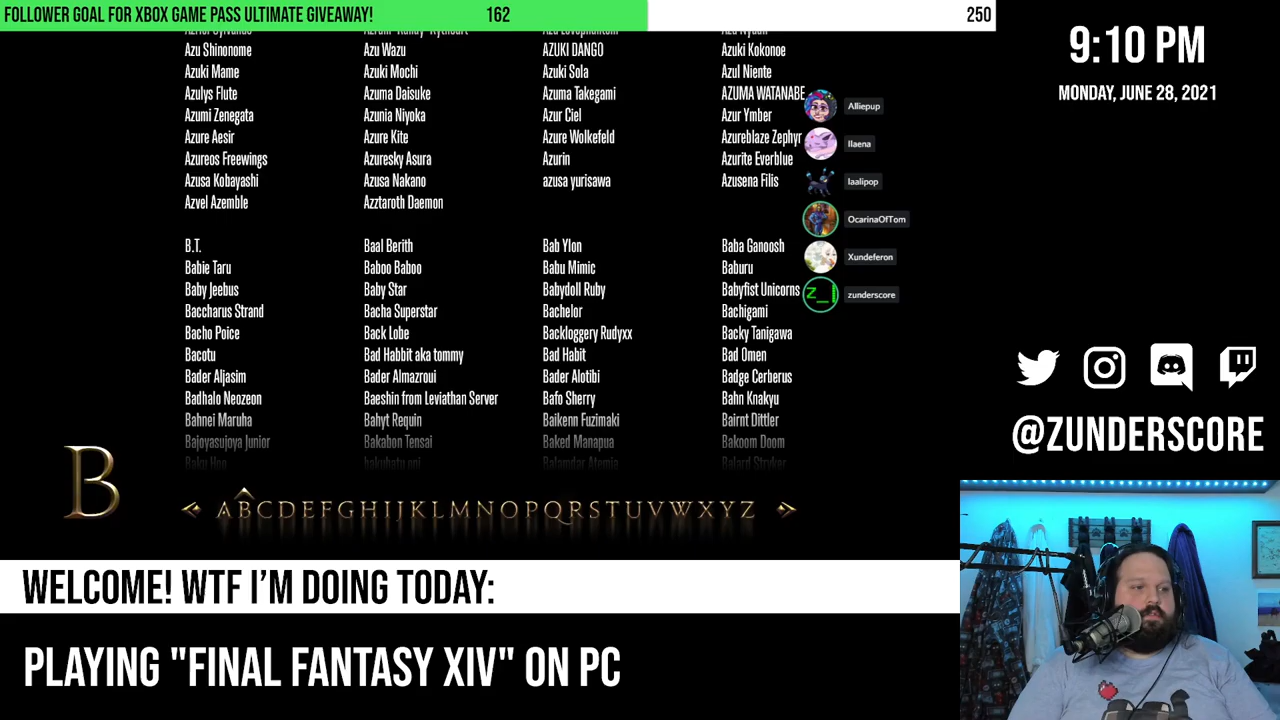 FOLLOWER GOAL FOR XBOX GAME PASS ULTIMATE GIVEAWAY! 162 250
9:10 PM
MONDAY, JUNE 28, 2021
Azu Shinonome Azu Wazu AZUKI DANGO Azuki Kokonoe
Azuki Mame Azuki Mochi Azuki Sola Azul Niente
Azulys Flute Azuma Daisuke Azuma Takegami AZUMA WATANABE
Azumi Zenegata Azunia Niyoka Azur Ciel Azur Ymber
Azure Aesir Azure Kite Azure Wolkefeld Azureblaze Zephyr
Azureos Freewings Azuresky Asura Azurin Azurite Everblue
Azusa Kobayashi Azusa Nakano azusa yurisawa Azusena Filis
Azvel Azemble Azztaroth Daemon
B.T. Baal Berith Bab Ylon Baba Ganoosh
Babie Taru Baboo Baboo Babu Mimic Baburu
Baby Jeebus Baby Star Babydoll Ruby Babyfist Unicorns
Baccharus Strand Bacha Superstar Bachelor Bachigami
Bacho Poice Back Lobe Backloggery Rudyxx Backy Tanigawa
Bacotu Bad Habbit aka tommy Bad Habit Bad Omen
Bader Aljasim Bader Almazroui Bader Alotibi Badge Cerberus
Badhalo Neozeon Baeshin from Leviathan Server Bafo Sherry Bahn Knakyu
Bahnei Maruha Bahyt Requin Baikenn Fuzimaki Bairnt Dittler
Bajoyasujoya Junior Bakabon Tensai Baked Manapua Bakoom Doom
Alliepup
Ilaena
laalipop
OcarinaOfTom
Xundeferon
Z_
zunderscore
@ZUNDERSCORE
B
ABCDEFGHIJKLMNOPQRSTUVWXYZ
WELCOME! WTF I'M DOING TODAY:
PLAYING "FINAL FANTASY XIV" ON PC